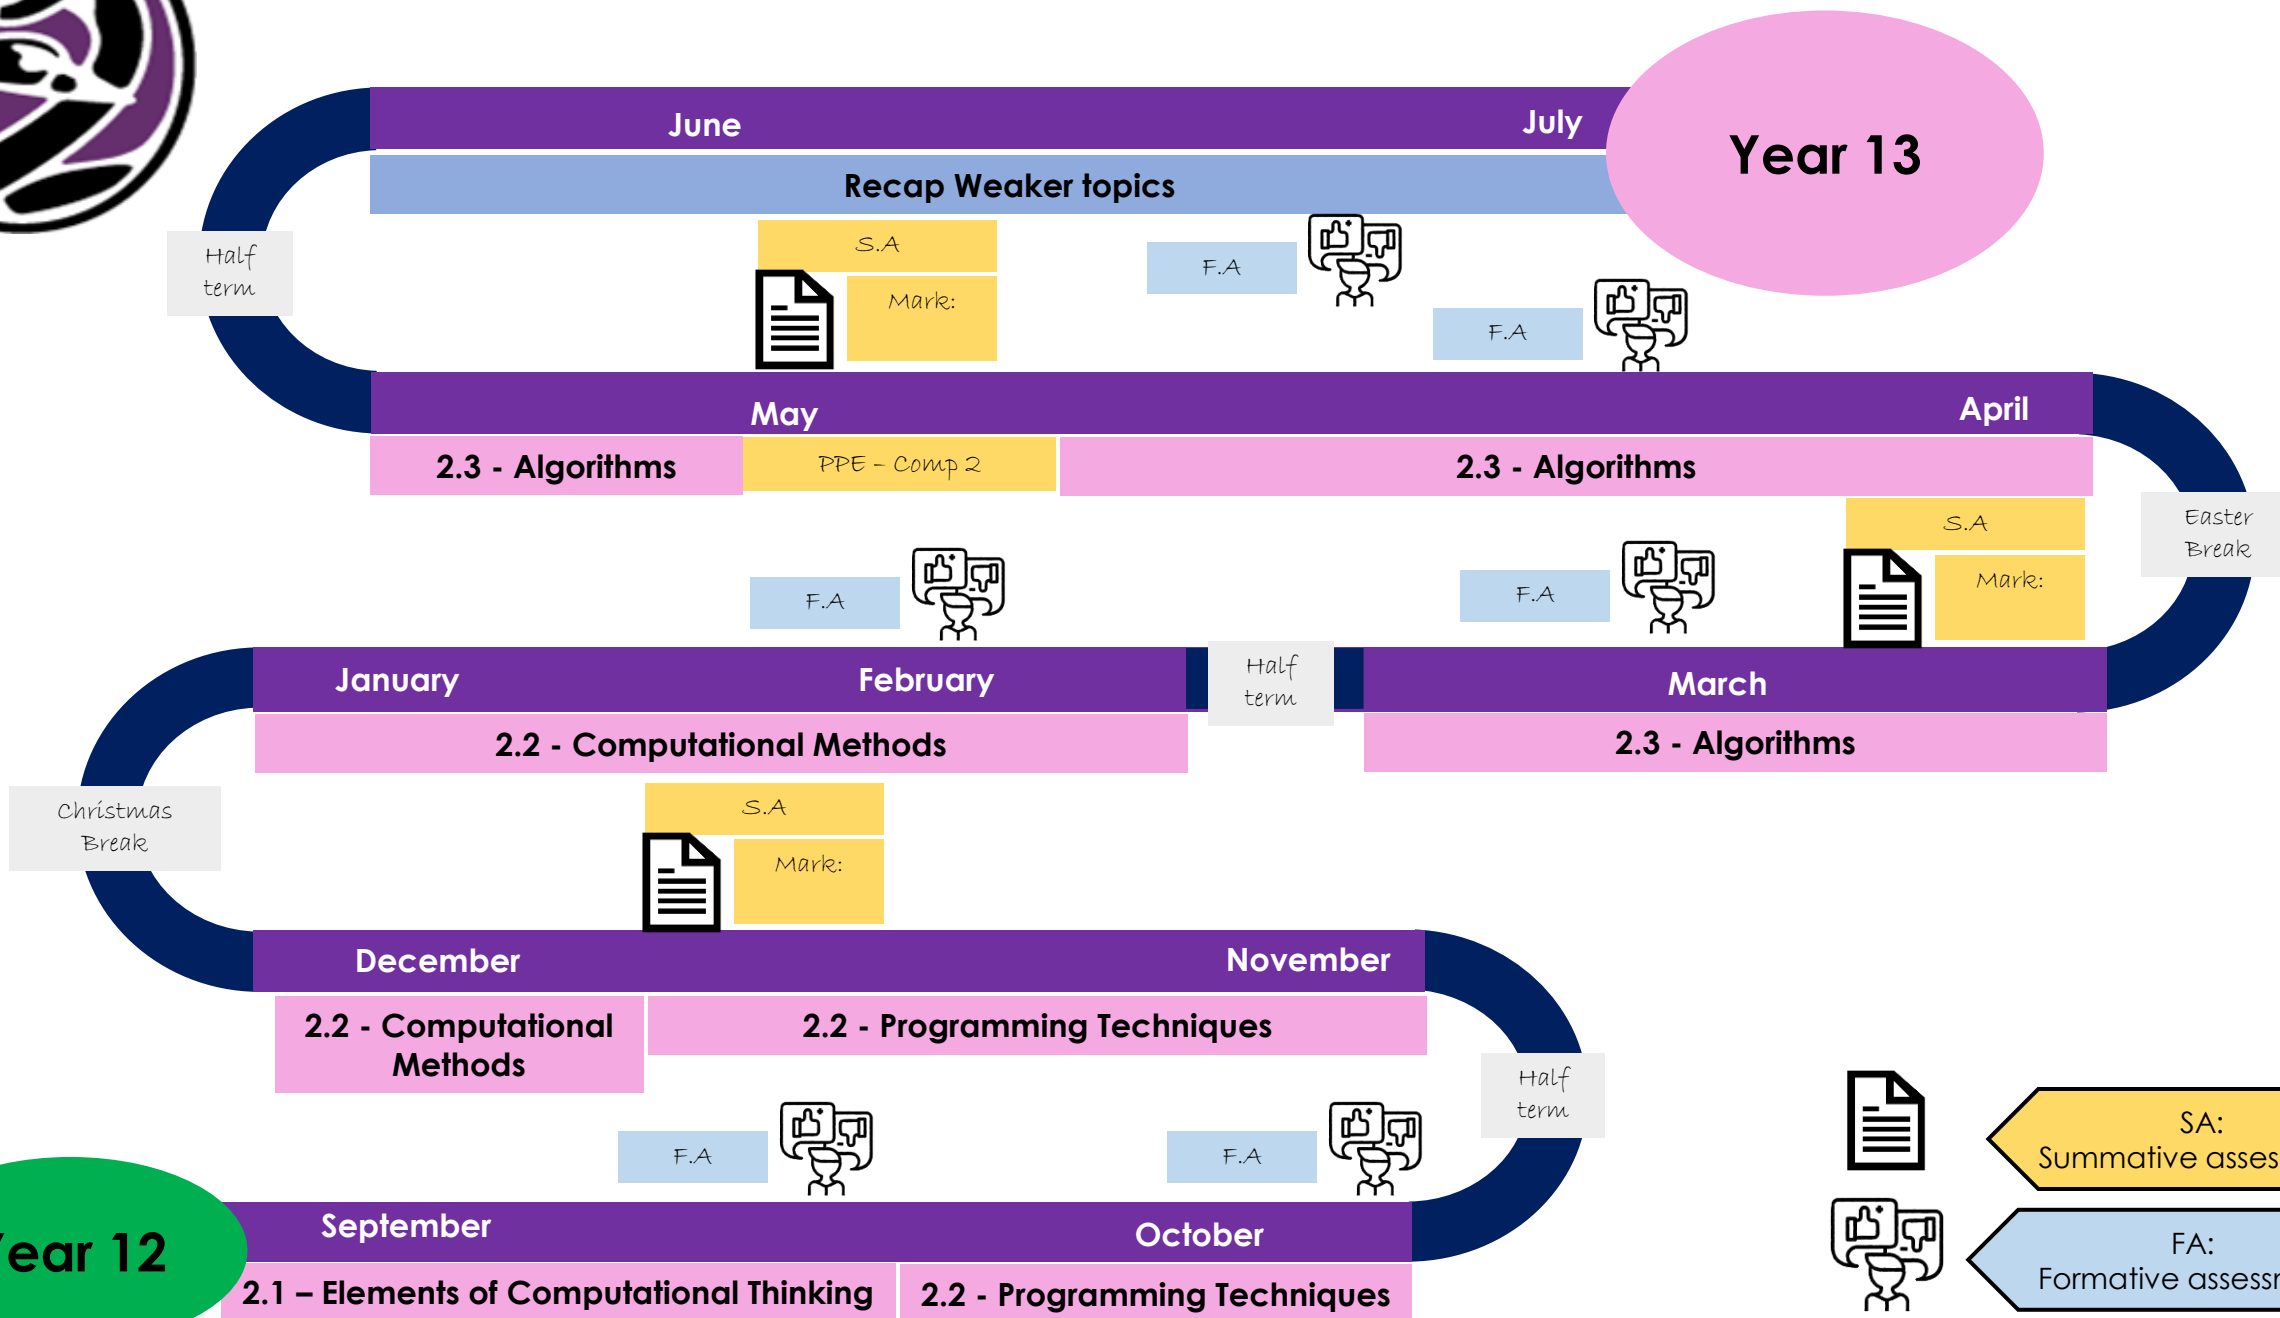 June
July
Year 13
Recap Weaker topics
S.A
Mark:
F.A
F.A
Half
term
May
April
2.3 - Algorithms
PPE – Comp 2
2.3 - Algorithms
S.A
Mark:
Easter
Break
F.A
F.A
January
February
Half
term
March
2.2 - Computational Methods
2.3 - Algorithms
Christmas
Break
S.A
Mark:
December
November
2.2 - Computational
Methods
2.2 - Programming Techniques
Half
term
F.A
F.A
SA:
Summative asses
FA:
Formative assessm
Year 12
September
October
2.1 – Elements of Computational Thinking
2.2 - Programming Techniques